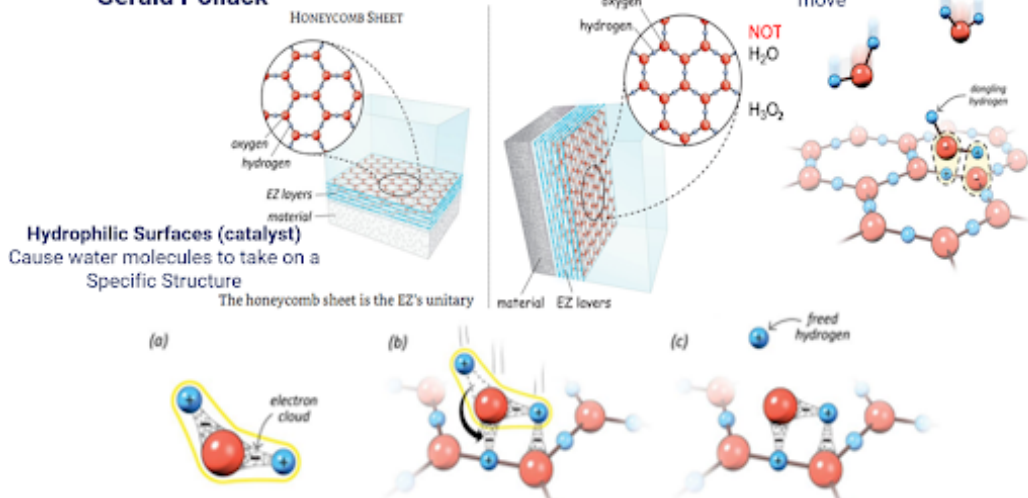 Gerald Pollack
HONEYCOMB SHEET
oxygen
hydrogen
EZ layers
material
Hydrophilic Surfaces (catalyst)
Cause water molecules to take on a
Specific Structure
The honeycomb sheet is the EZ's unitary
oxygen
hydrogen
NOT
H₂O
H₃O₂
material
EZ layers
move
dangling
hydrogen
(a)
electron
cloud
(b)
(c)
freed
hydrogen